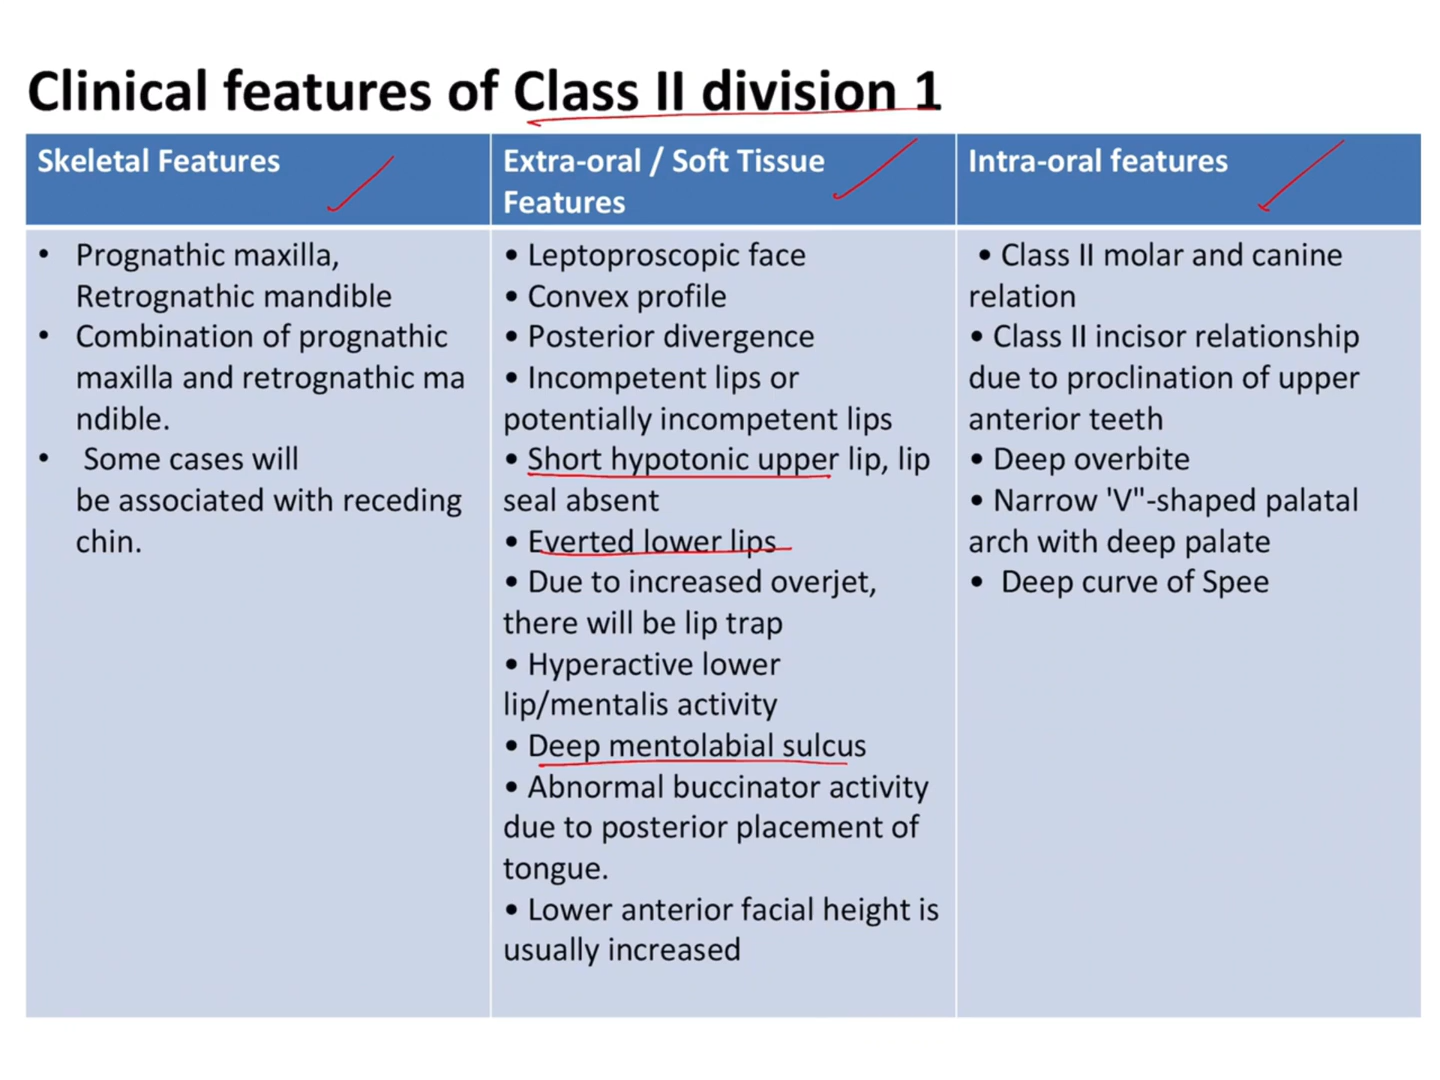 Clinical features of Class II division 1
Skeletal Features
• Prognathic maxilla,
Retrognathic mandible
• Combination of prognathic
maxilla and retrognathic ma
ndible.
• Some cases will
be associated with receding
chin.
Extra-oral / Soft Tissue
Features
• Leptoproscopic face
• Convex profile
• Posterior divergence
• Incompetent lips or
potentially incompetent lips
• Short hypotonic upper lip, lip
seal absent
• Everted lower lips
• Due to increased overjet,
there will be lip trap
• Hyperactive lower
lip/mentalis activity
• Deep mentolabial sulcus
• Abnormal buccinator activity
due to posterior placement of
tongue.
• Lower anterior facial height is
usually increased
Intra-oral features
• Class II molar and canine
relation
• Class II incisor relationship
due to proclination of upper
anterior teeth
• Deep overbite
• Narrow 'V"-shaped palatal
arch with deep palate
• Deep curve of Spee